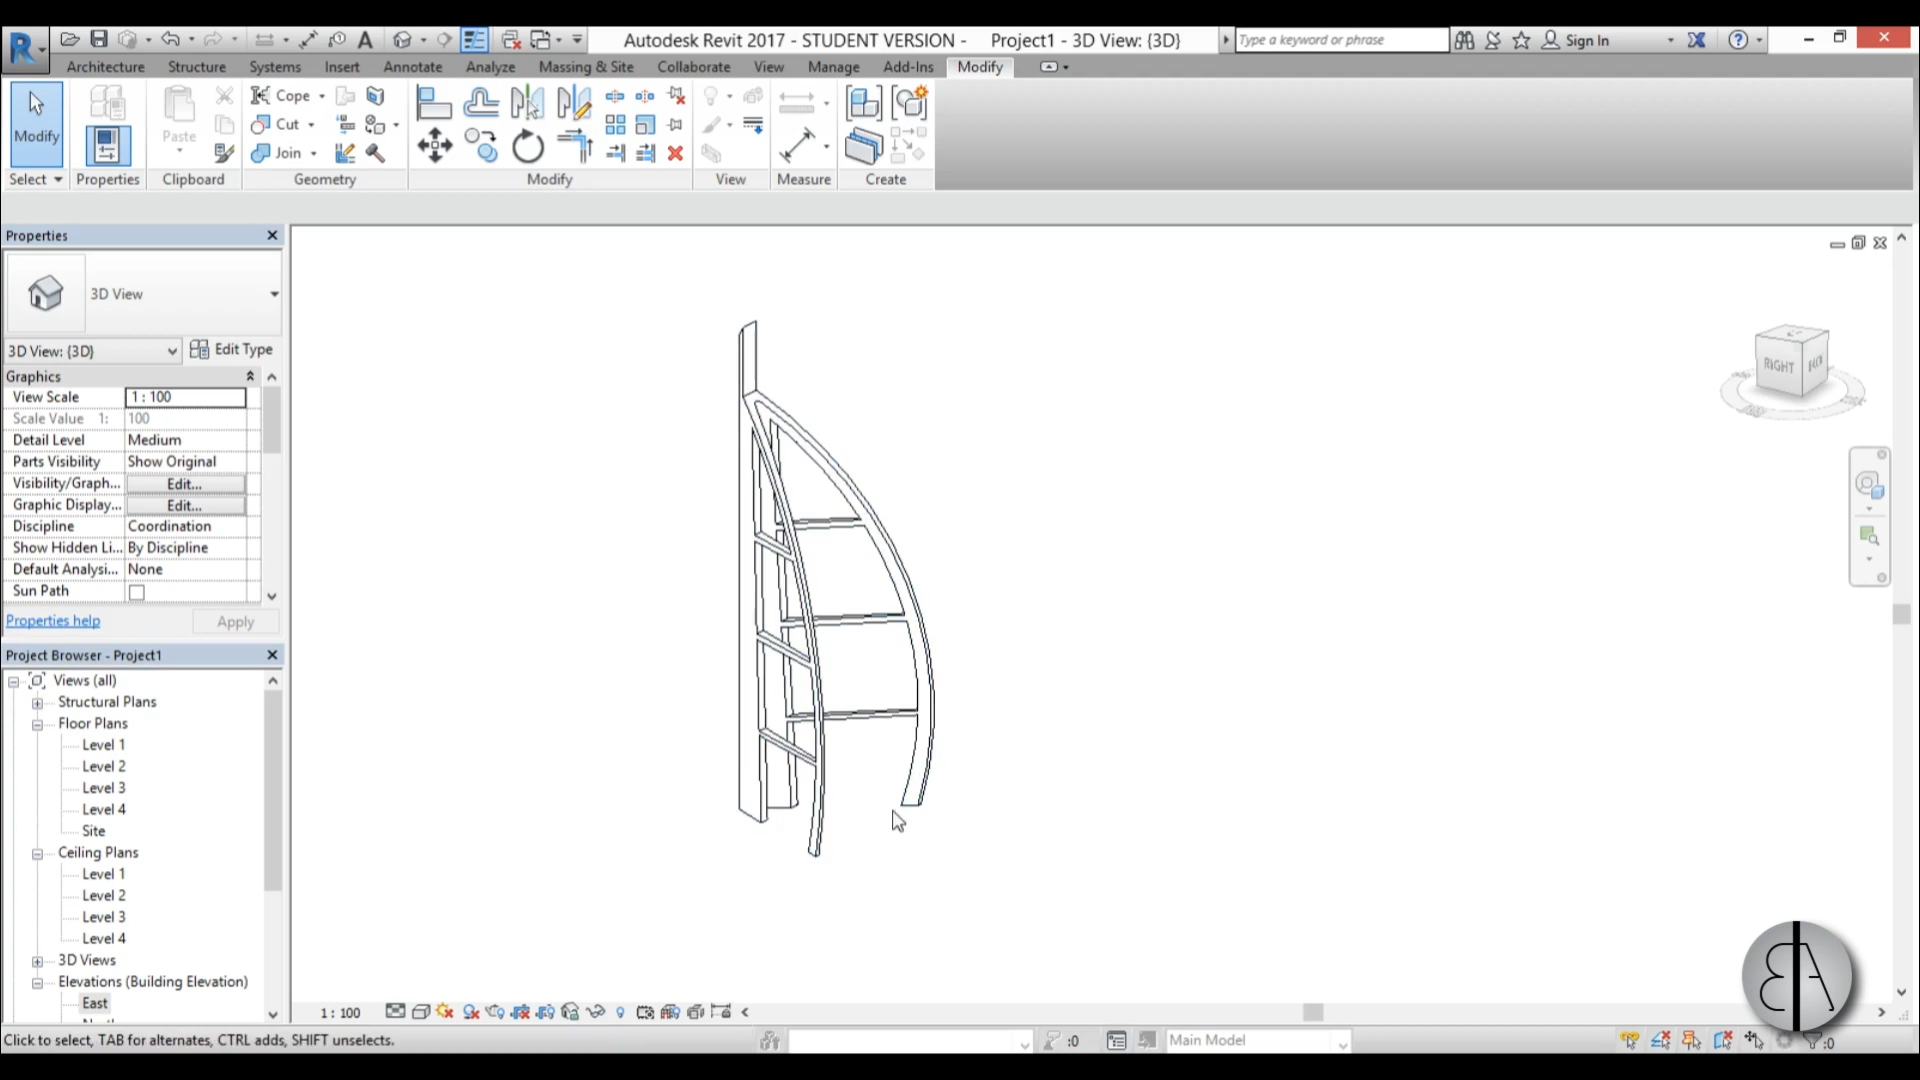 Autodesk Revit 2017 - STUDENT VERSION - Project1 - 3D View: {3D}
Type a keyword or phrase
Sign In
Architecture Structure Systems Insert Annotate Analyze Massing & Site Collaborate View Manage Add-Ins Modify
Modify
Paste
Cope
Cut
Join
Select Properties Clipboard Geometry Modify View Measure Create
Properties
3D View
3D View: {3D} Edit Type
Graphics
View Scale 1 : 100
Scale Value 1: 100
Detail Level Medium
Parts Visibility Show Original
Visibility/Graph... Edit...
Graphic Display... Edit...
Discipline Coordination
Show Hidden Li... By Discipline
Default Analysi... None
Sun Path
Properties help Apply
Project Browser - Project1
Views (all)
Structural Plans
Floor Plans
Level 1
Level 2
Level 3
Level 4
Site
Ceiling Plans
Level 1
Level 2
Level 3
Level 4
3D Views
Elevations (Building Elevation)
East
RIGHT
1 : 100
Click to select, TAB for alternates, CTRL adds, SHIFT unselects.
:0
Main Model
:0